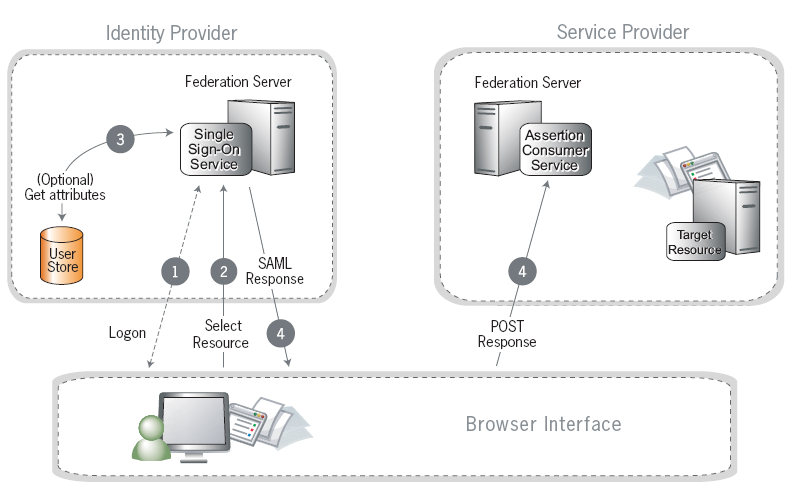 Identity Provider
Service Provider
Federation Server
Federation Server
Single
Sign-On
Service
Assertion
Consumer
Service
3
(Optional)
Get attributes
User
Store
Target
Resource
1
2
SAML
Response
4
4
Logon
Select
Resource
4
POST
Response
Browser Interface